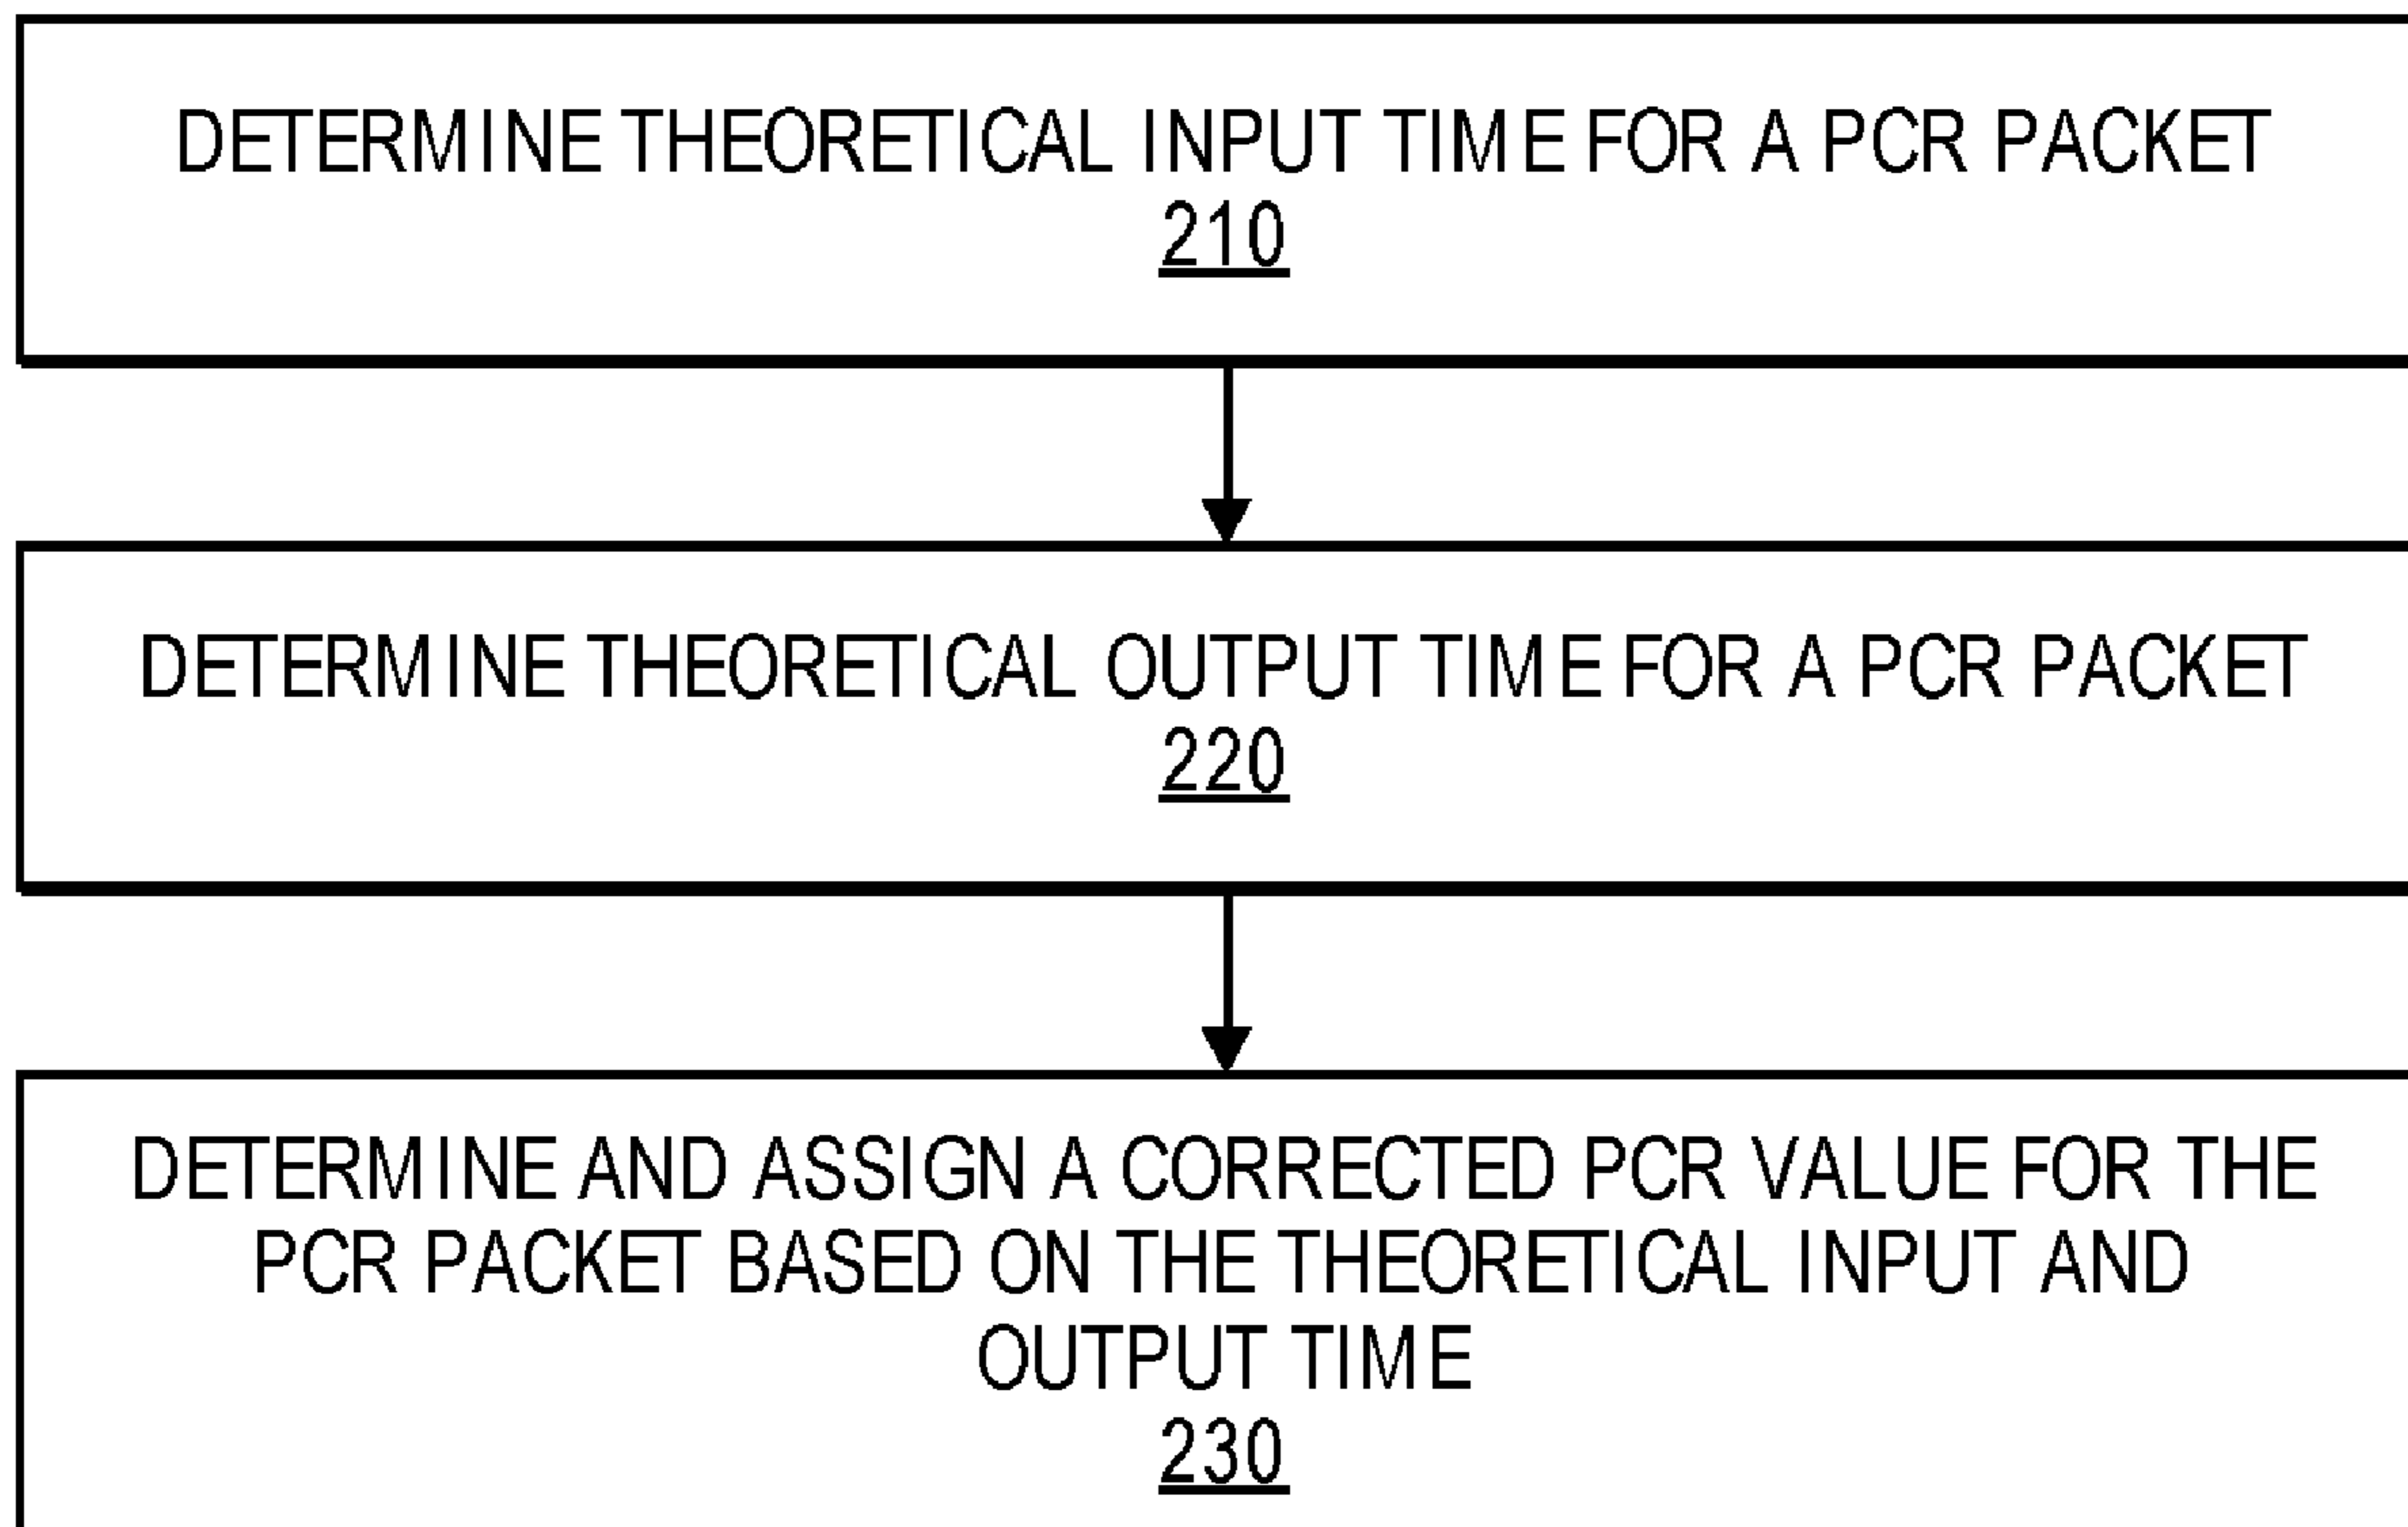 DETERMINE THEORETICAL INPUT TIME FOR A PCR PACKET
210
DETERMINE THEORETICAL OUTPUT TIME FOR A PCR PACKET
220
DETERMINE AND ASSIGN A CORRECTED PCR VALUE FOR THE
PCR PACKET BASED ON THE THEORETICAL INPUT AND
OUTPUT TIME
230